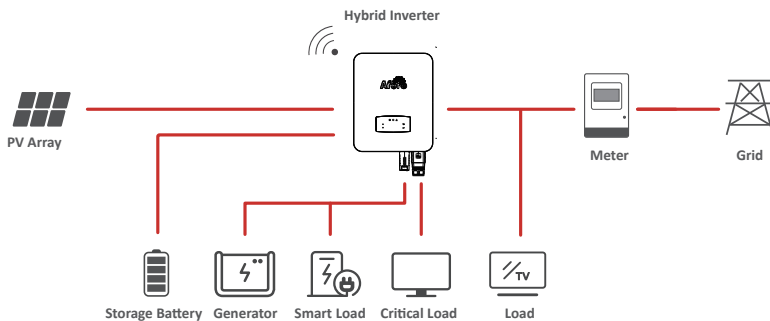 Hybrid Inverter
PV Array
Meter
Grid
TV
Storage Battery
Generator
Smart Load
Critical Load
Load